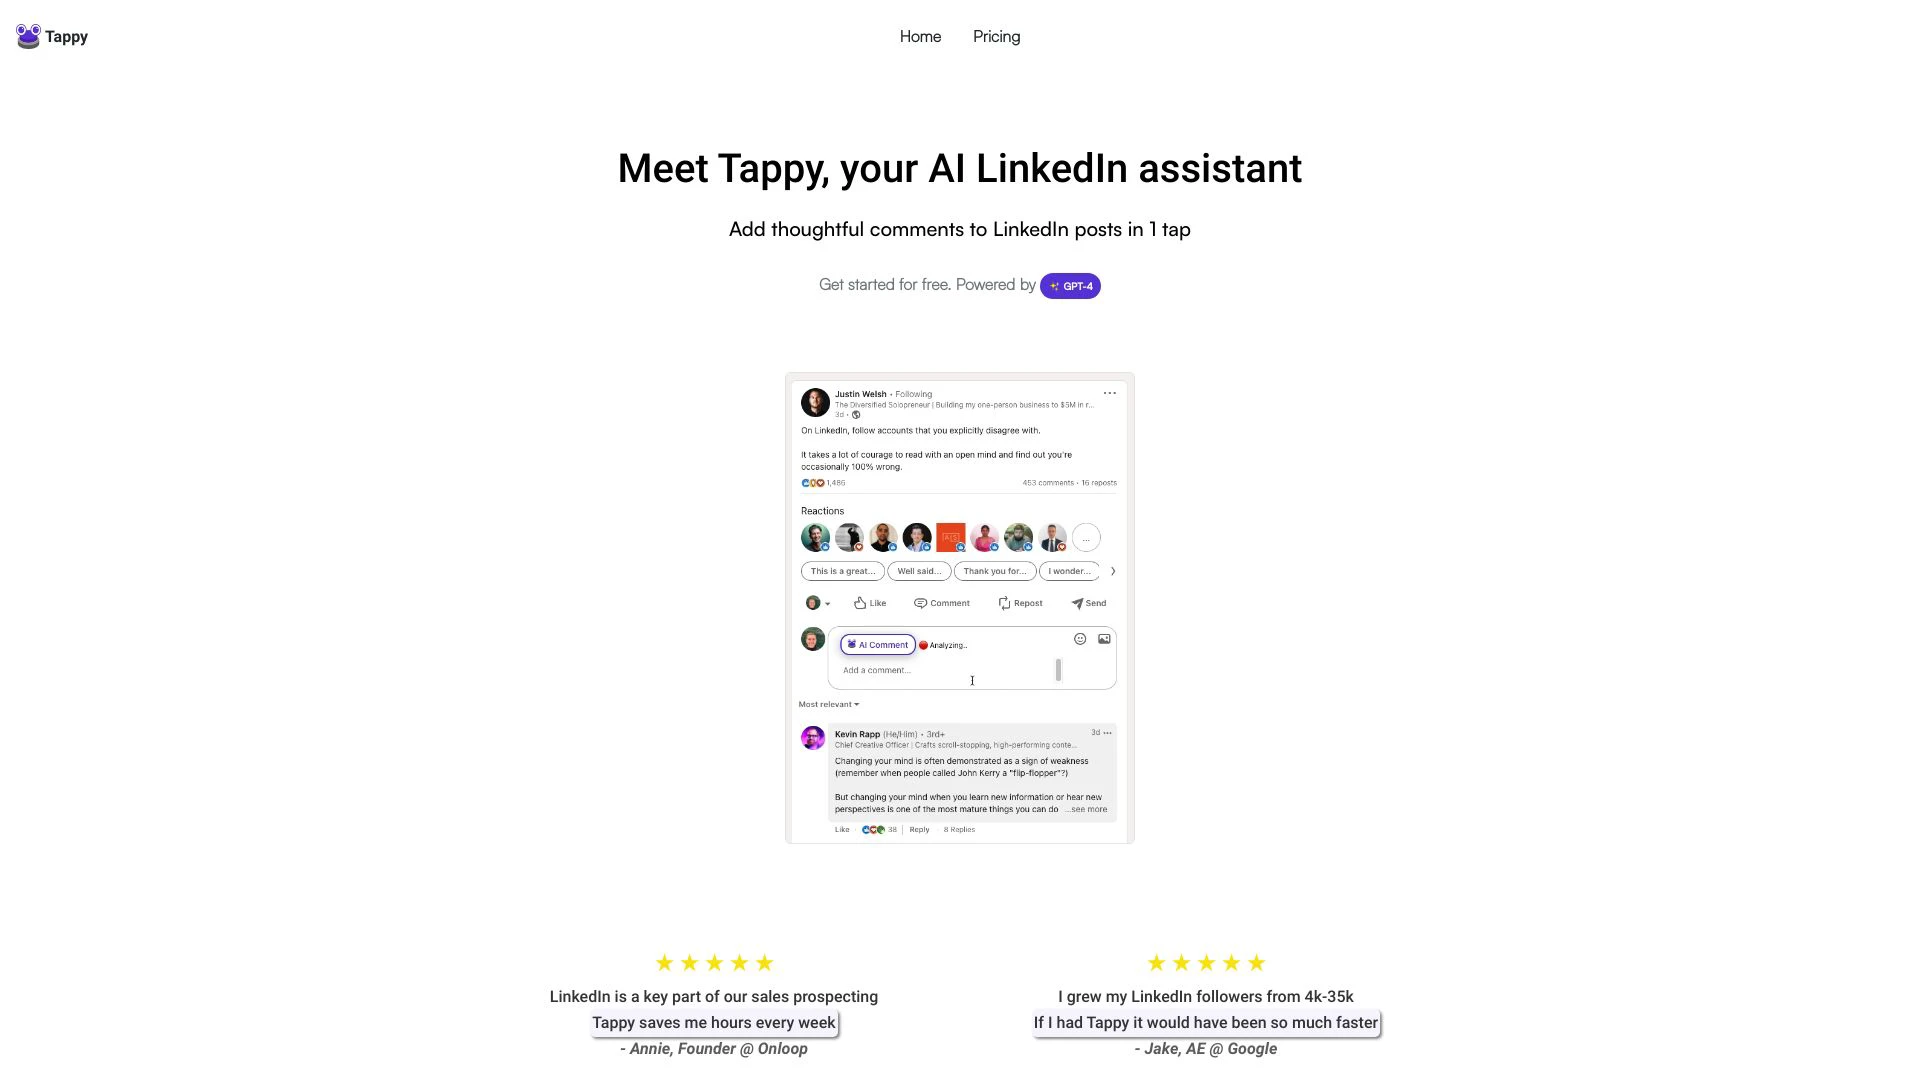 Tappy
Home
Pricing
Meet Tappy, your AI LinkedIn assistant
Add thoughtful comments to LinkedIn posts in 1 tap
Get started for free. Powered by ✨ GPT-4
Justin Welsh • Following
The Diversified Solopreneur | Building my one-person business to $5M in r...
3d •
On LinkedIn, follow accounts that you explicitly disagree with.
It takes a lot of courage to read with an open mind and find out you're
occasionally 100% wrong.
1,486
453 comments • 16 reposts
Reactions
...
This is a great...
Well said...
Thank you for...
I wonder...
Like
Comment
Repost
Send
AI Comment
Analyzing..
Add a comment...
Most relevant
Kevin Rapp (He/Him) • 3rd+
3d
Chief Creative Officer | Crafts scroll-stopping, high-performing conte...
Changing your mind is often demonstrated as a sign of weakness
(remember when people called John Kerry a "flip-flopper"?)
But changing your mind when you learn new information or hear new
perspectives is one of the most mature things you can do ...see more
Like · 38 | Reply 8 Replies
★★★★★
LinkedIn is a key part of our sales prospecting
Tappy saves me hours every week
- Annie, Founder @ Onloop
★★★★★
I grew my LinkedIn followers from 4k-35k
If I had Tappy it would have been so much faster
- Jake, AE @ Google